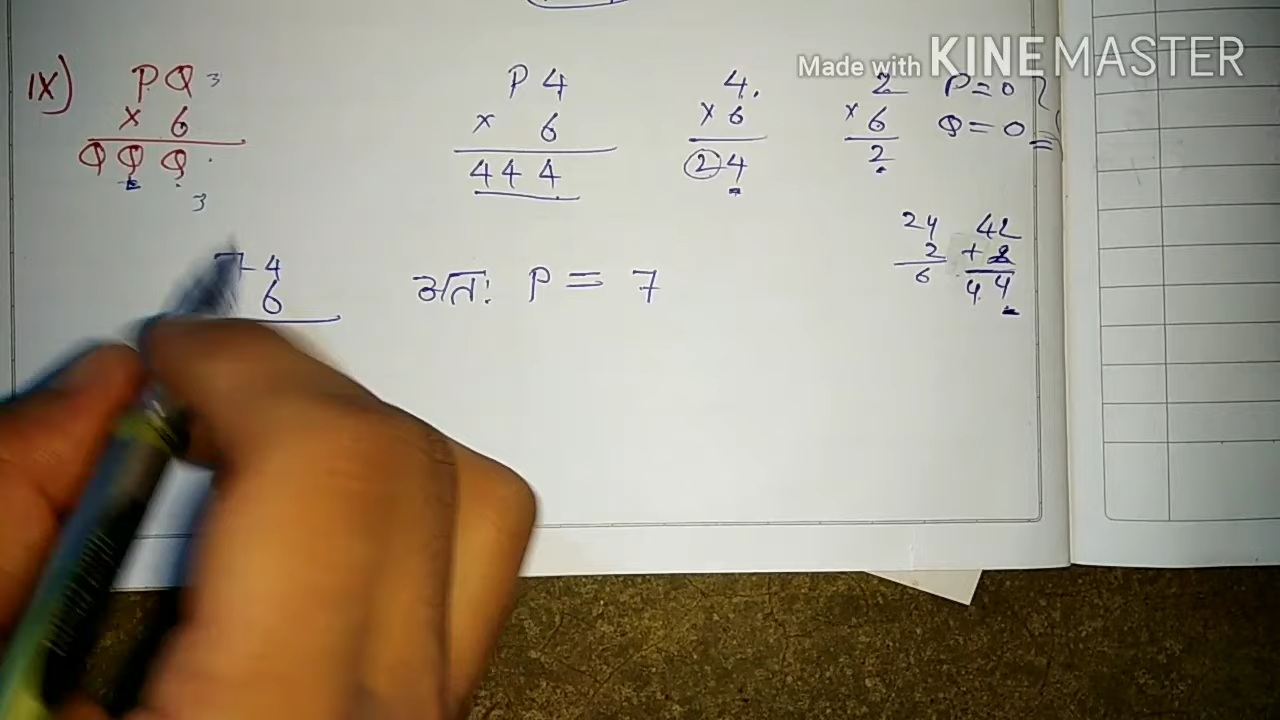 Made with KINEMASTER
IX) P Q 3
× 6
Q Q Q
3
P 4
× 6
4 4 4
4.
× 6
2 4
2
× 6
2
P = 0
Q = 0
24
2
6
42
+ 2
4 4
7 4
6
अतः P = 7